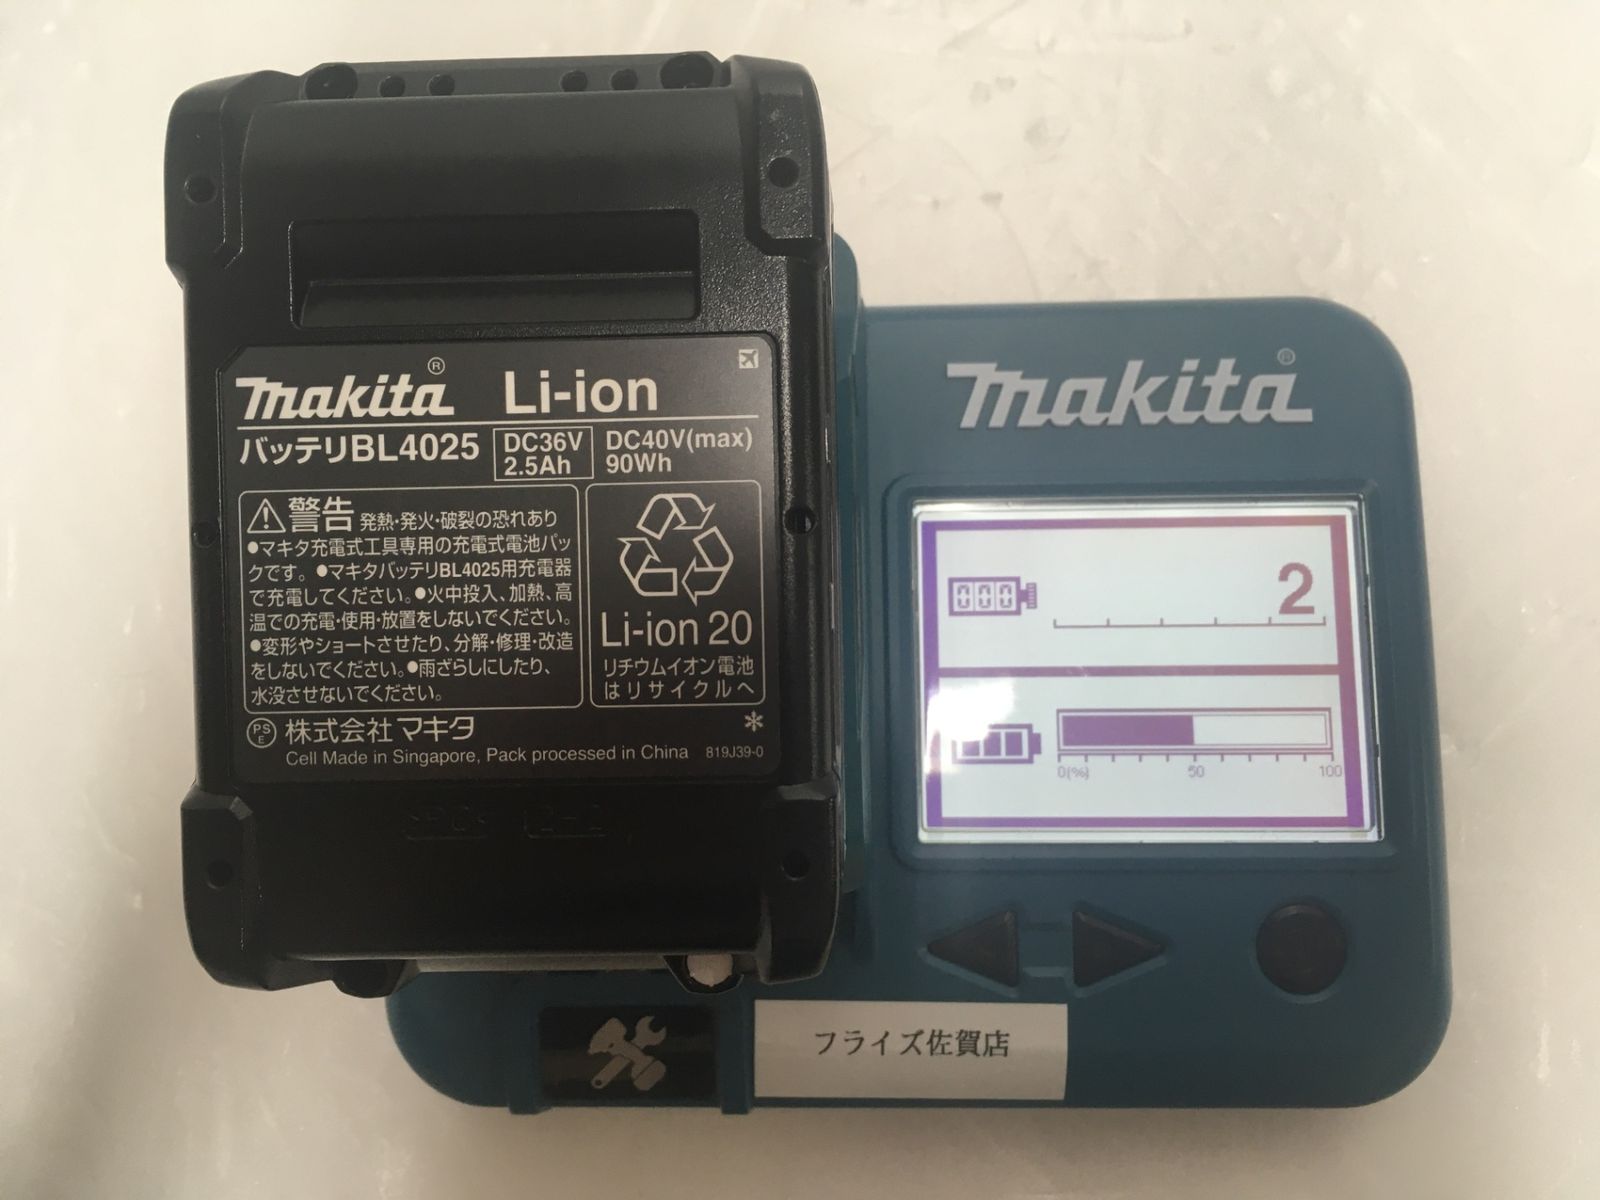 makita® Li-ion
バッテリBL4025 DC36V 2.5Ah DC40V(max) 90Wh
警告 発熱・発火・破裂の恐れあり
●マキタ充電式工具専用の充電式電池パッ
クです。●マキタバッテリBL4025用充電器
で充電してください。●火中投入、加熱、高
温での充電・使用・放置をしないでください。
●変形やショートさせたり、分解・修理・改造
をしないでください。●雨ざらしにしたり、
水没させないでください。
Li-ion 20
リチウムイオン電池
はリサイクルへ
PSE 株式会社マキタ
Cell Made in Singapore, Pack processed in China 819J39-0
makita®
000 2
0(%) 50 100
フライズ佐賀店